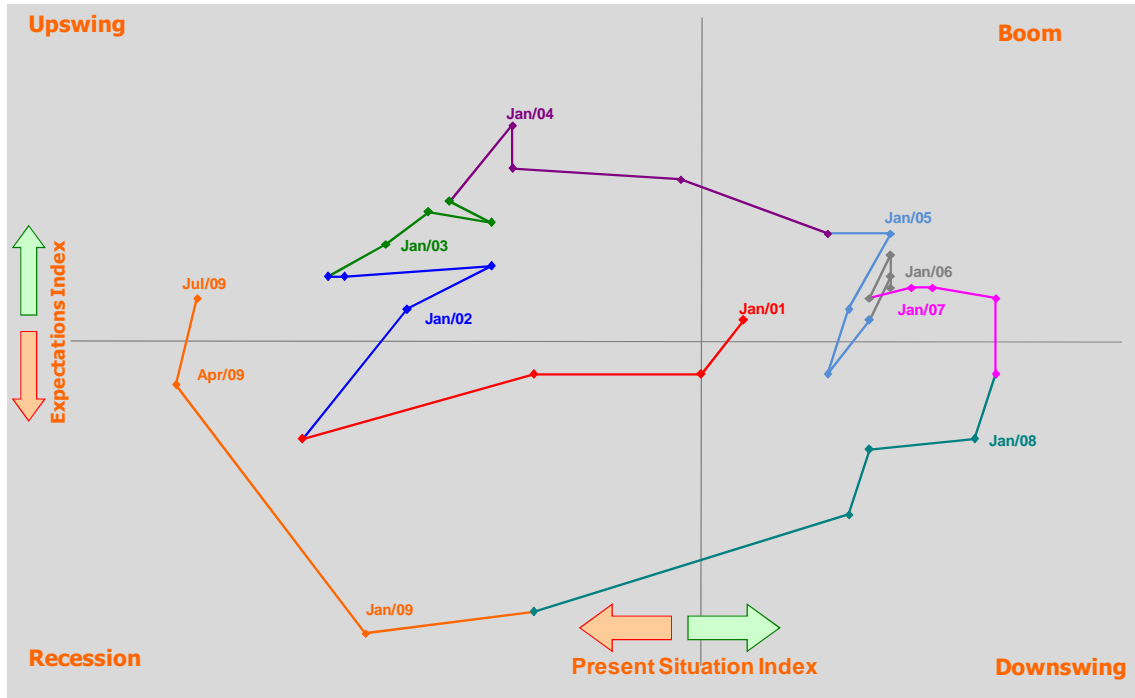 Upswing
Boom
Jan/04
Jan/05
Jan/03
Jan/06
Jul/09
Jan/07
Jan/01
Jan/02
Expectations Index
Apr/09
Jan/08
Jan/09
Recession
Present Situation Index
Downswing